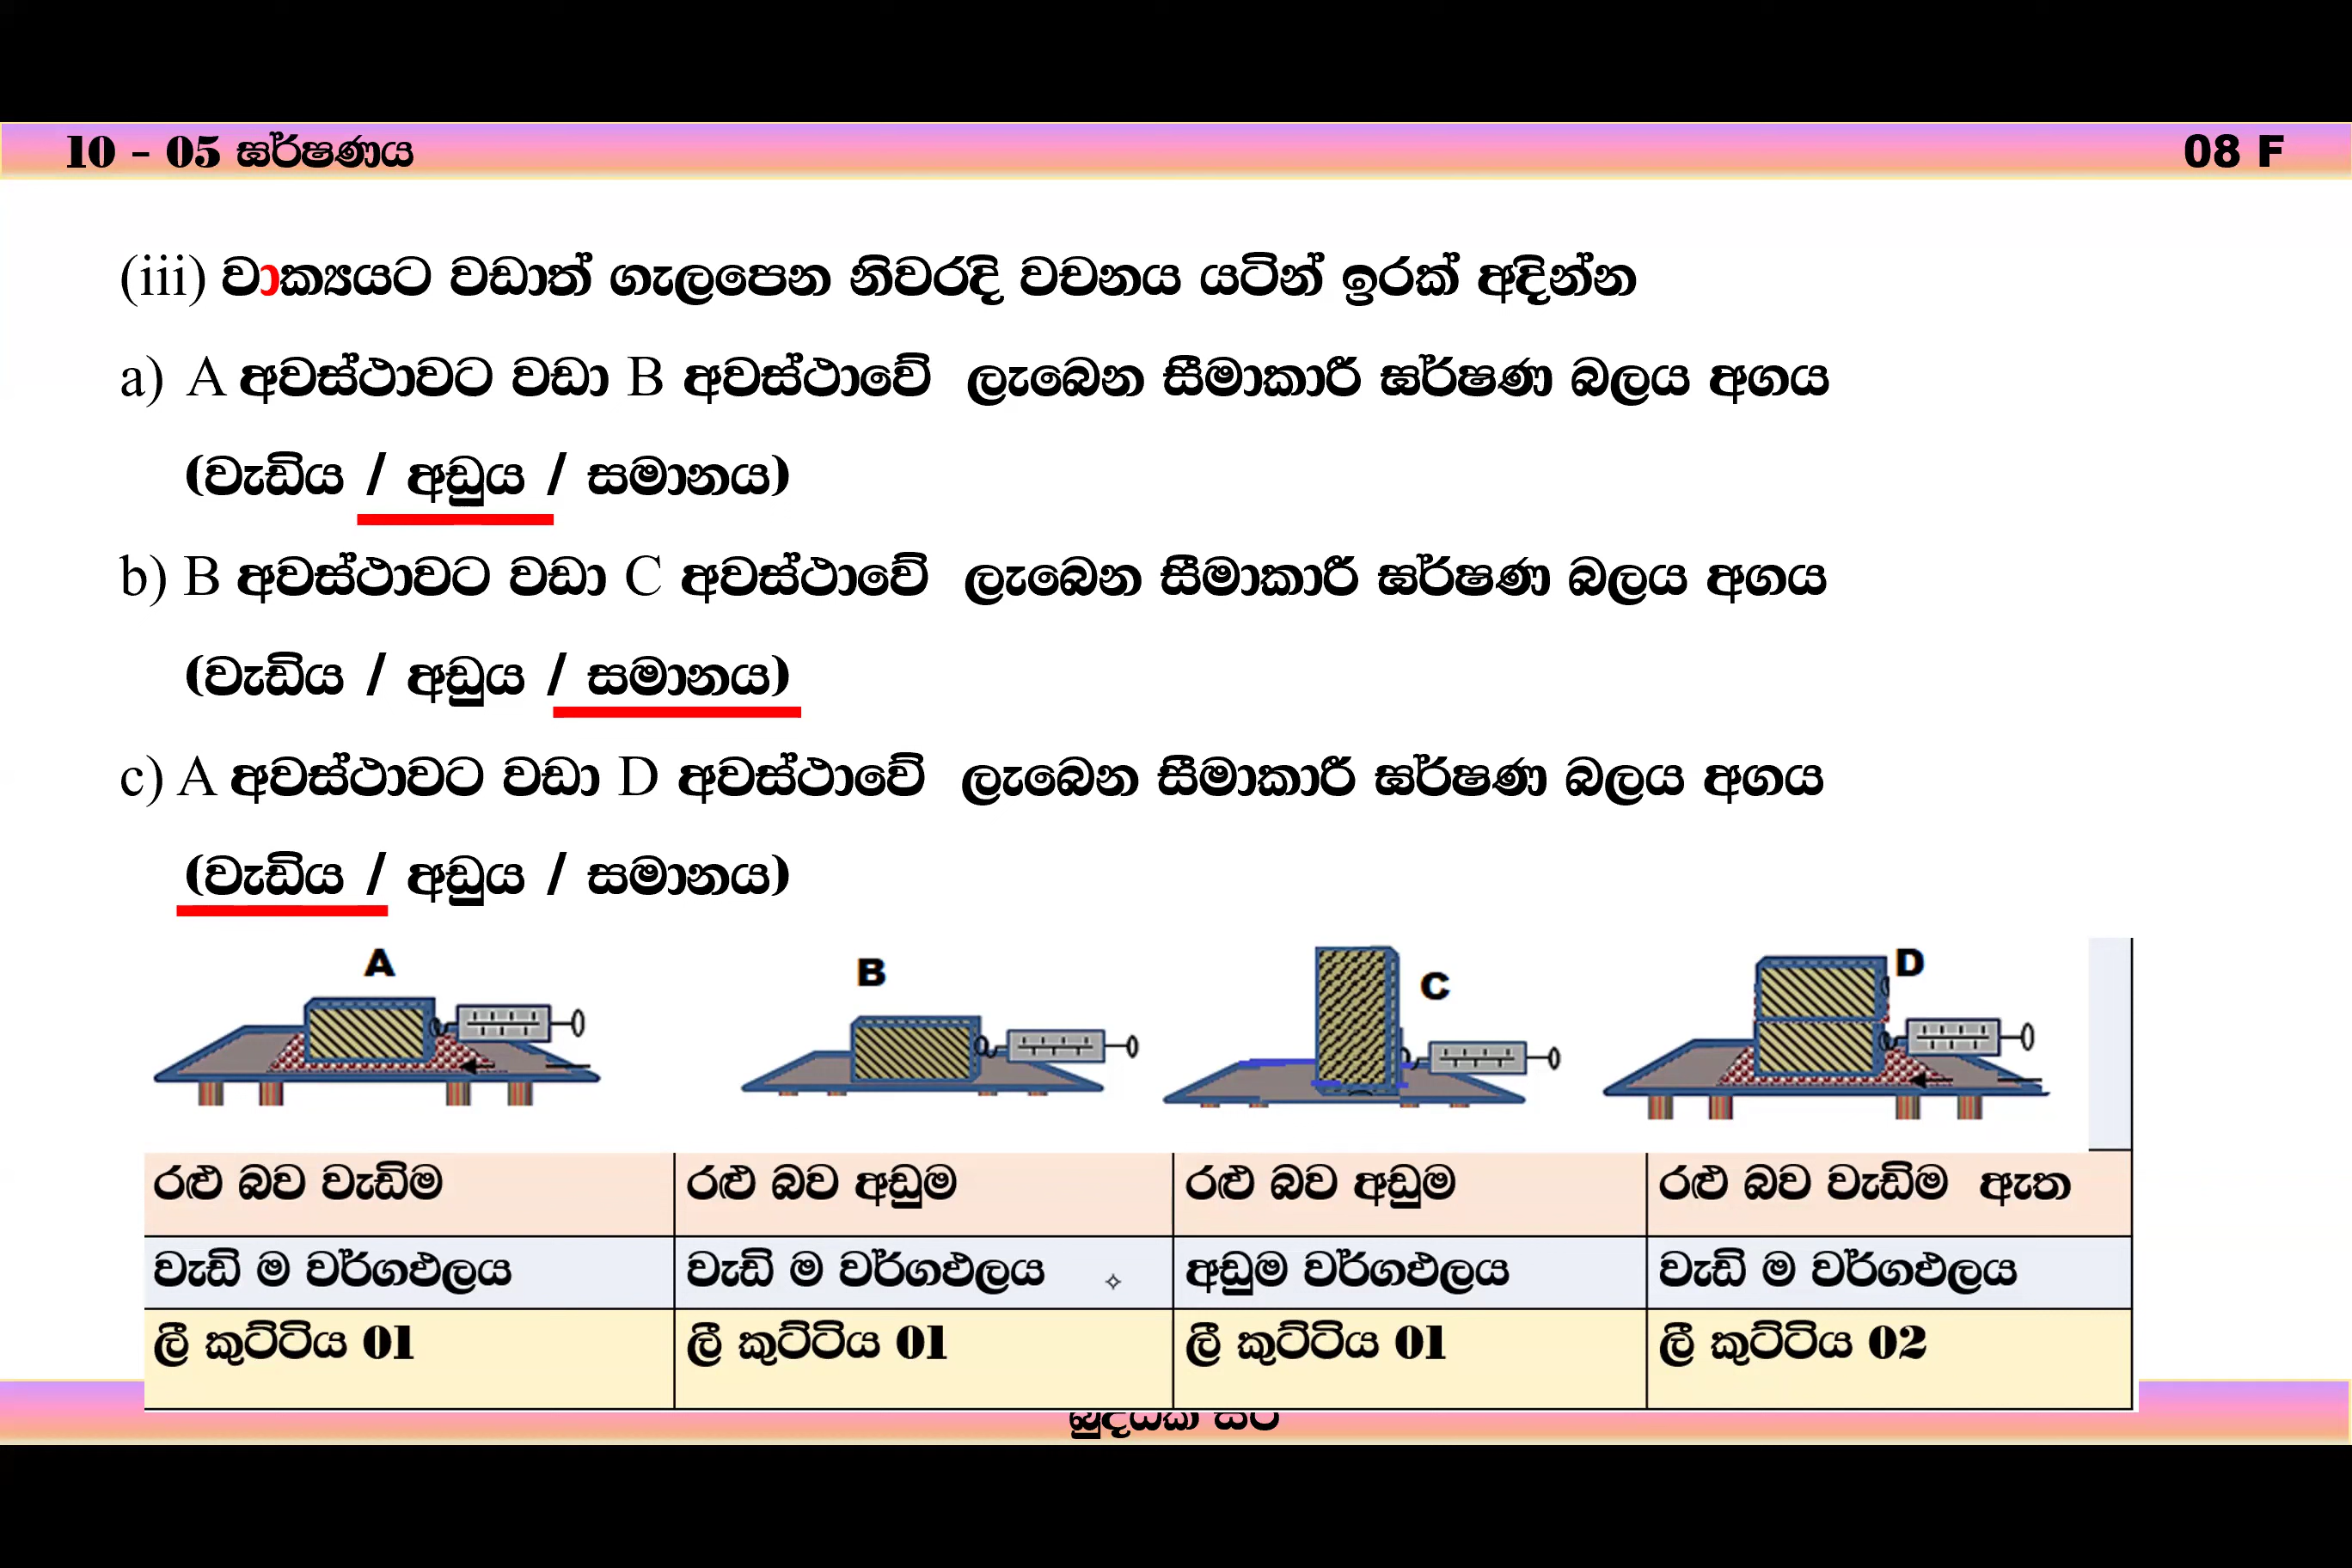 10 - 05 ඝර්ෂණය
08 F
(iii) වාක්‍යයට වඩාත් ගැලපෙන නිවරදි වචනය යටින් ඉරක් අදින්න
a) A අවස්ථාවට වඩා B අවස්ථාවේ ලැබෙන සීමාකාරී ඝර්ෂණ බලය අගය
(වැඩිය / අඩුය / සමානය)
b) B අවස්ථාවට වඩා C අවස්ථාවේ ලැබෙන සීමාකාරී ඝර්ෂණ බලය අගය
(වැඩිය / අඩුය / සමානය)
c) A අවස්ථාවට වඩා D අවස්ථාවේ ලැබෙන සීමාකාරී ඝර්ෂණ බලය අගය
(වැඩිය / අඩුය / සමානය)
A B C D
රළු බව වැඩිම රළු බව අඩුම රළු බව අඩුම රළු බව වැඩිම ඇත
වැඩි ම වර්ගඵලය වැඩි ම වර්ගඵලය අඩුම වර්ගඵලය වැඩි ම වර්ගඵලය
ලී කුට්ටිය 01 ලී කුට්ටිය 01 ලී කුට්ටිය 01 ලී කුට්ටිය 02